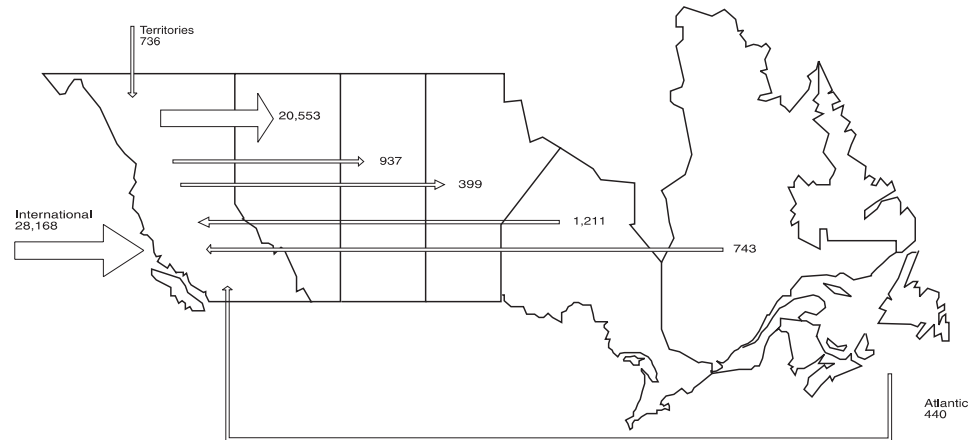 Territories
736
20,553
937
399
International
28,168
1,211
743
Atlantic
440